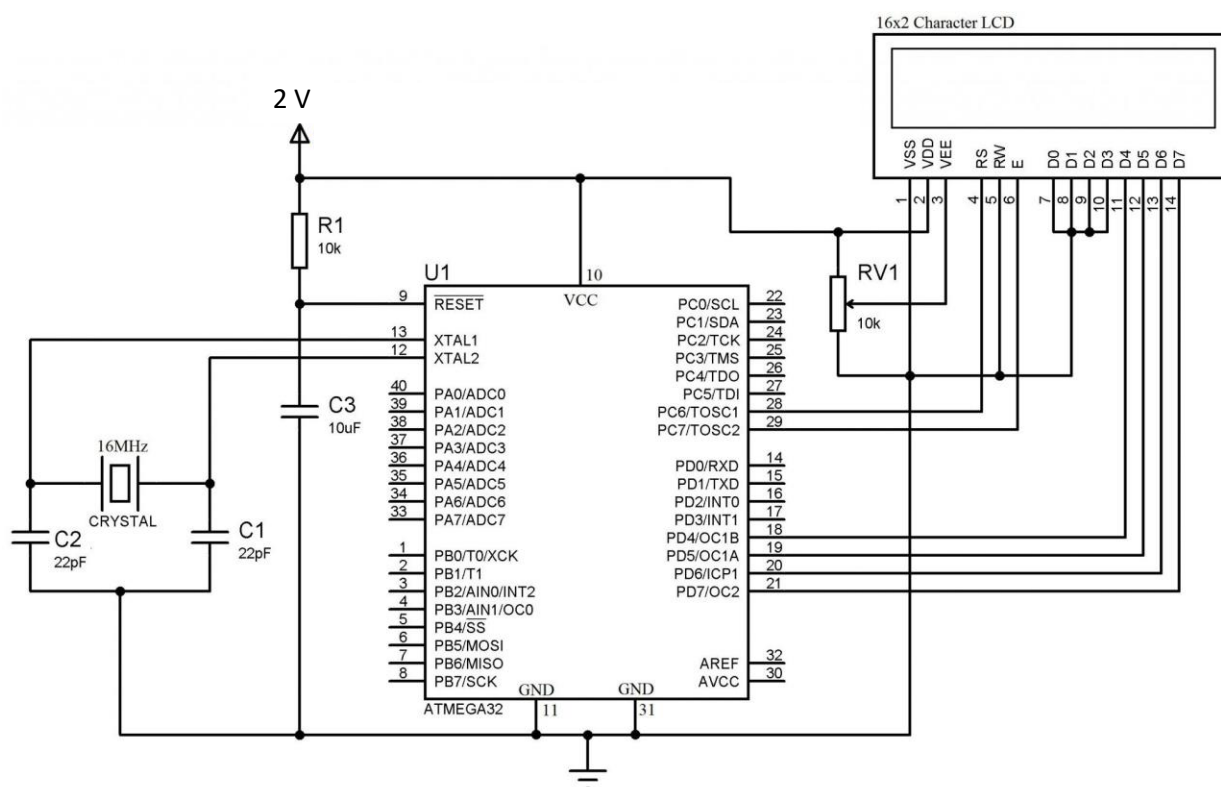 16x2 Character LCD
2 V
VSS
VDD
VEE
RS
RW
E
D0
D1
D2
D3
D4
D5
D6
D7
1
2
3
4
5
6
7
8
9
10
11
12
13
14
R1
10k
RV1
10k
U1
10
VCC
9 RESET
13 XTAL1
12 XTAL2
40 PA0/ADC0
39 PA1/ADC1
38 PA2/ADC2
37 PA3/ADC3
36 PA4/ADC4
35 PA5/ADC5
34 PA6/ADC6
33 PA7/ADC7
1 PB0/T0/XCK
2 PB1/T1
3 PB2/AIN0/INT2
4 PB3/AIN1/OC0
5 PB4/SS
6 PB5/MOSI
7 PB6/MISO
8 PB7/SCK
PC0/SCL 22
PC1/SDA 23
PC2/TCK 24
PC3/TMS 25
PC4/TDO 26
PC5/TDI 27
PC6/TOSC1 28
PC7/TOSC2 29
PD0/RXD 14
PD1/TXD 15
PD2/INT0 16
PD3/INT1 17
PD4/OC1B 18
PD5/OC1A 19
PD6/ICP1 20
PD7/OC2 21
AREF 32
AVCC 30
GND
GND
ATMEGA32
11
31
C3
10uF
16MHz
CRYSTAL
C2
22pF
C1
22pF